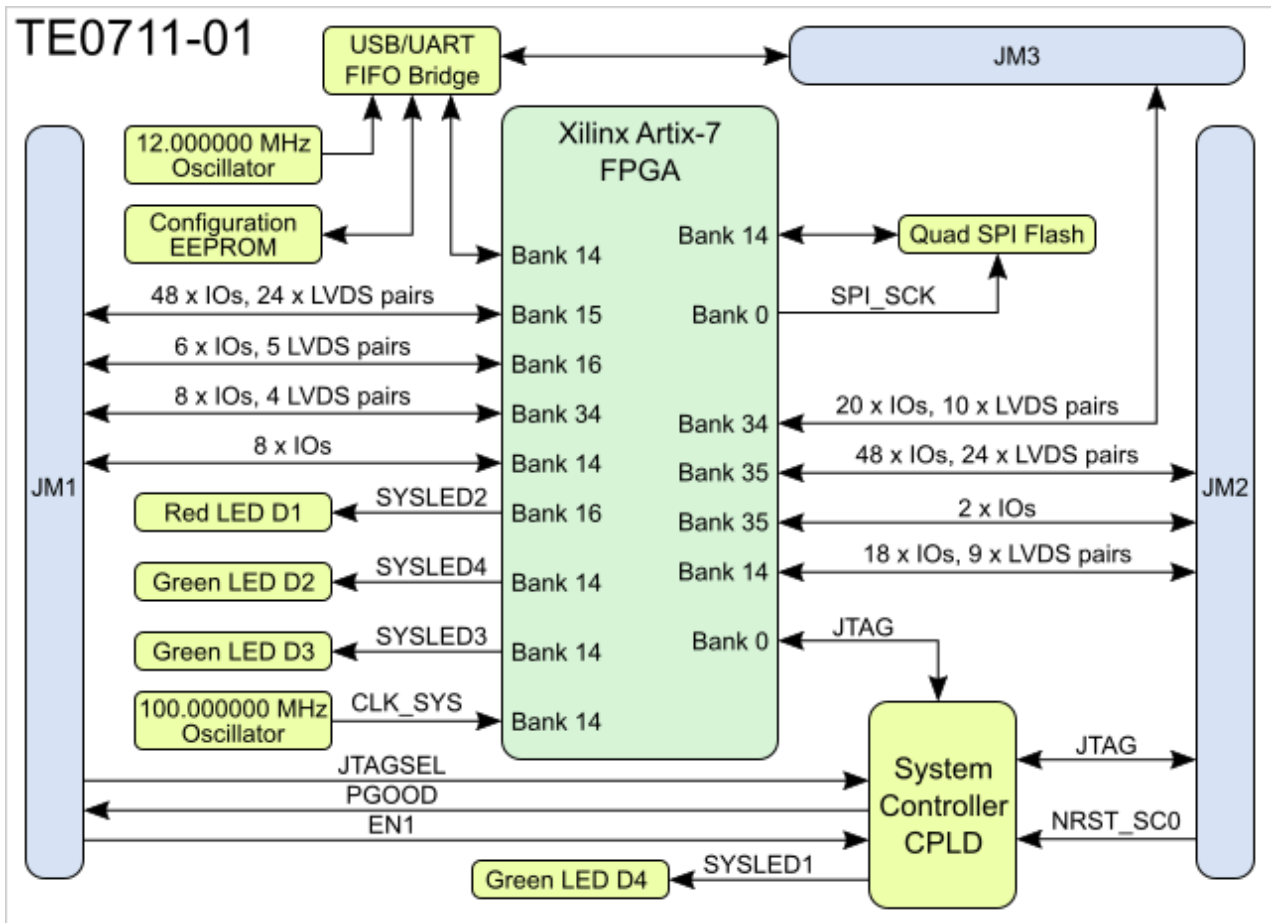 TE0711-01
USB/UART
FIFO Bridge
JM3
12.000000 MHz
Oscillator
Configuration
EEPROM
Xilinx Artix-7
FPGA
Bank 14
Bank 14
Quad SPI Flash
48 x IOs, 24 x LVDS pairs
Bank 15
Bank 0
SPI_SCK
6 x IOs, 5 LVDS pairs
Bank 16
8 x IOs, 4 LVDS pairs
Bank 34
Bank 34
20 x IOs, 10 x LVDS pairs
8 x IOs
Bank 14
Bank 35
48 x IOs, 24 x LVDS pairs
JM1
JM2
Red LED D1
SYSLED2
Bank 16
Bank 35
2 x IOs
Green LED D2
SYSLED4
Bank 14
Bank 14
18 x IOs, 9 x LVDS pairs
Green LED D3
SYSLED3
Bank 14
Bank 0
JTAG
100.000000 MHz
Oscillator
CLK_SYS
Bank 14
JTAGSEL
PGOOD
EN1
System
Controller
CPLD
JTAG
NRST_SC0
Green LED D4
SYSLED1